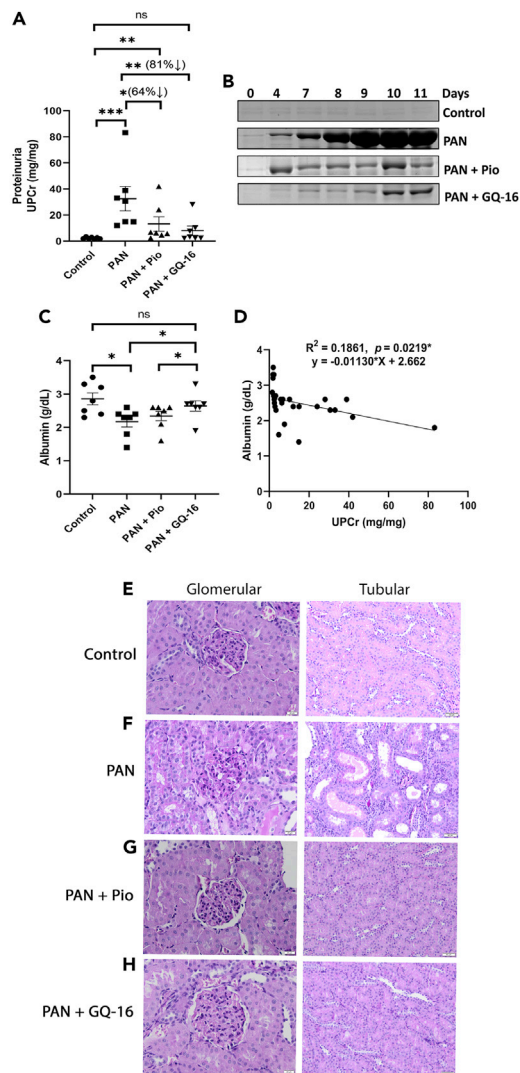 A
ns
**
** (81%↓)
*(64%↓)
***
Proteinuria
UPCr (mg/mg)
100
80
60
40
20
0
Control
PAN
PAN + Pio
PAN + GQ-16
B
0 4 7 8 9 10 11 Days
Control
PAN
PAN + Pio
PAN + GQ-16
C
ns
*
* *
Albumin (g/dL)
4
3
2
1
0
Control
PAN
PAN + Pio
PAN + GQ-16
D
R² = 0.1861, p = 0.0219*
y = -0.01130*X + 2.662
Albumin (g/dL)
4
3
2
1
0
0 20 40 60 80 100
UPCr (mg/mg)
E Glomerular Tubular
Control
F
PAN
G
PAN + Pio
H
PAN + GQ-16